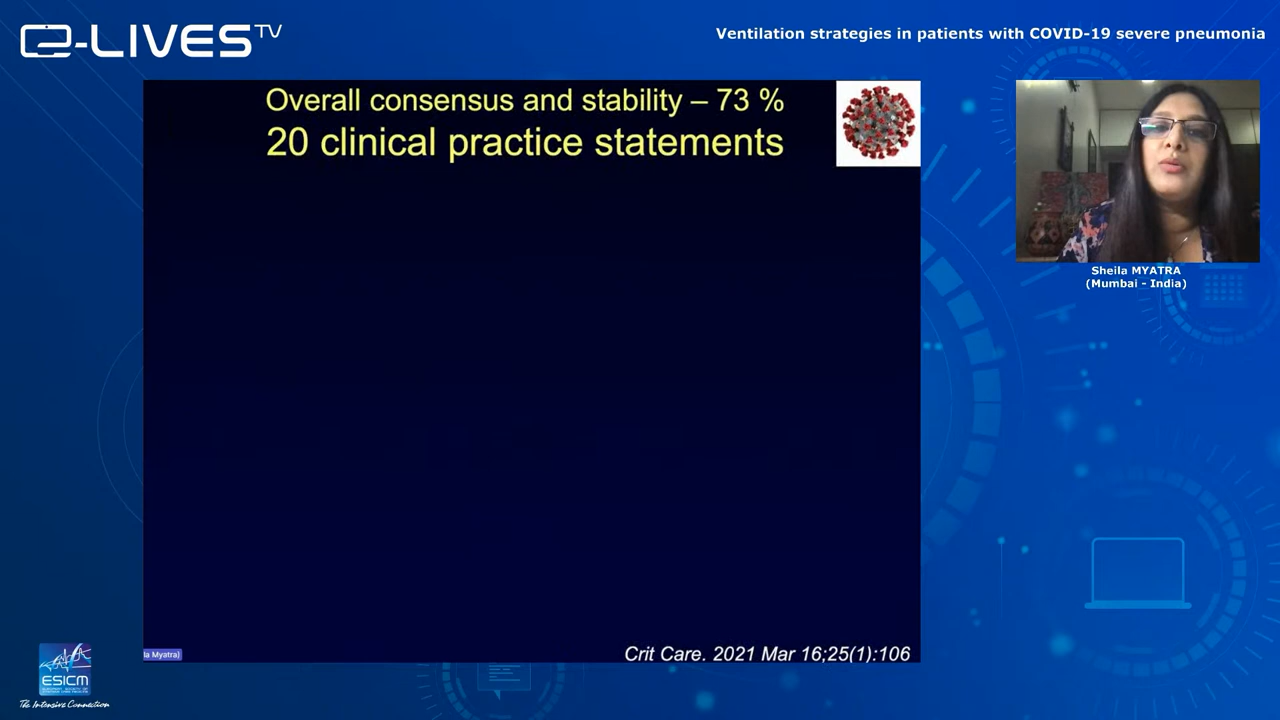 e-LIVES TV
Ventilation strategies in patients with COVID-19 severe pneumonia
Overall consensus and stability – 73 %
20 clinical practice statements
Sheila MYATRA
(Mumbai - India)
la Myatra)
Crit Care. 2021 Mar 16;25(1):106
ESICM
The Intensive Connection